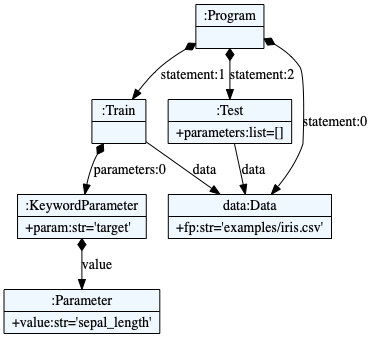 :Program
statement:1
statement:2
statement:0
:Train
:Test
+parameters:list=[]
parameters:0
data
data
:KeywordParameter
+param:str='target'
data:Data
+fp:str='examples/iris.csv'
value
:Parameter
+value:str='sepal_length'